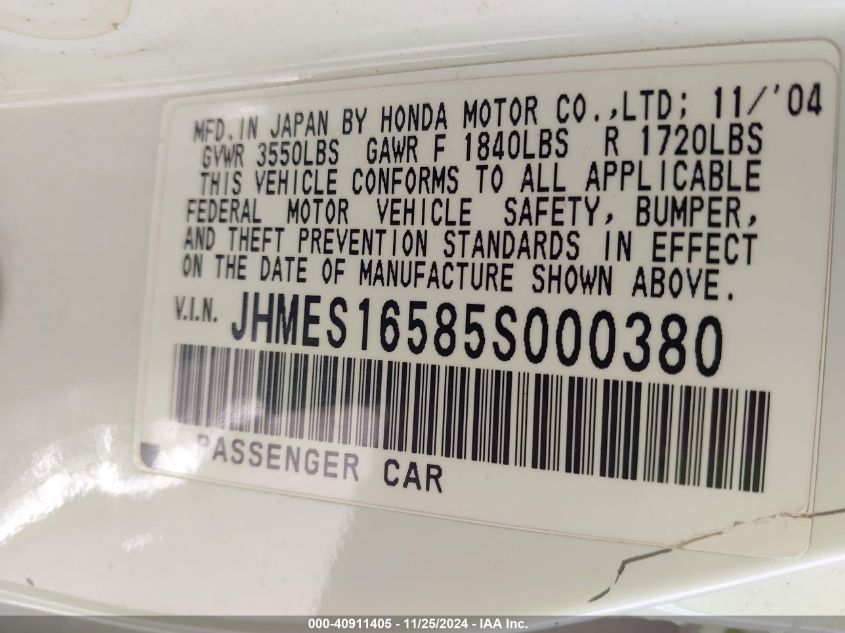 MFD.IN JAPAN BY HONDA MOTOR CO.,LTD; 11/'04
GVWR 3550LBS GAWR F 1840LBS R 1720LBS
THIS VEHICLE CONFORMS TO ALL APPLICABLE
FEDERAL MOTOR VEHICLE SAFETY, BUMPER,
AND THEFT PREVENTION STANDARDS IN EFFECT
ON THE DATE OF MANUFACTURE SHOWN ABOVE.
V.I.N. JHMES16585S000380
PASSENGER CAR
000-40911405 - 11/25/2024 - IAA Inc.